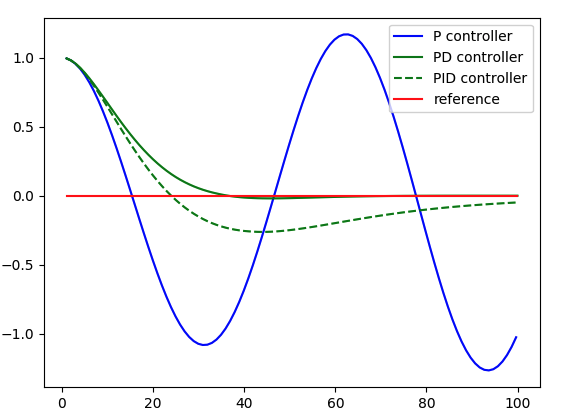 P controller
PD controller
PID controller
reference
1.0
0.5
0.0
−0.5
−1.0
0 20 40 60 80 100